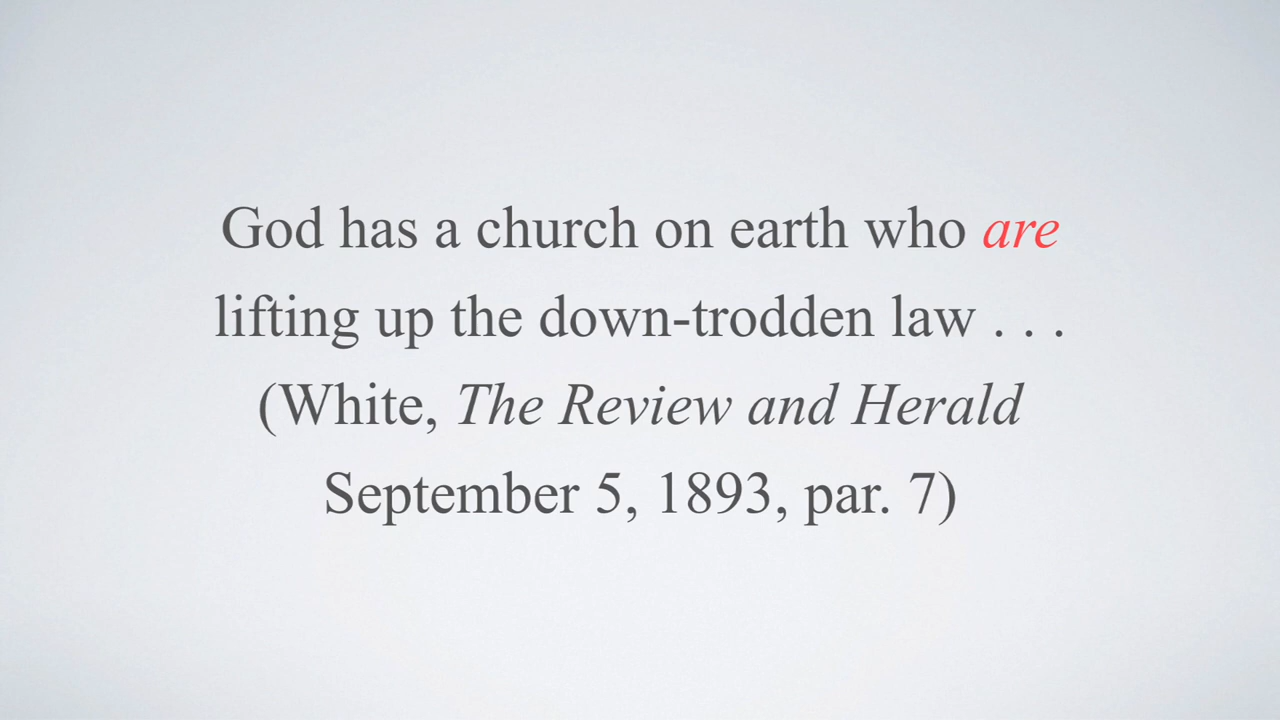 God has a church on earth who are
lifting up the down-trodden law . . .
(White, The Review and Herald
September 5, 1893, par. 7)